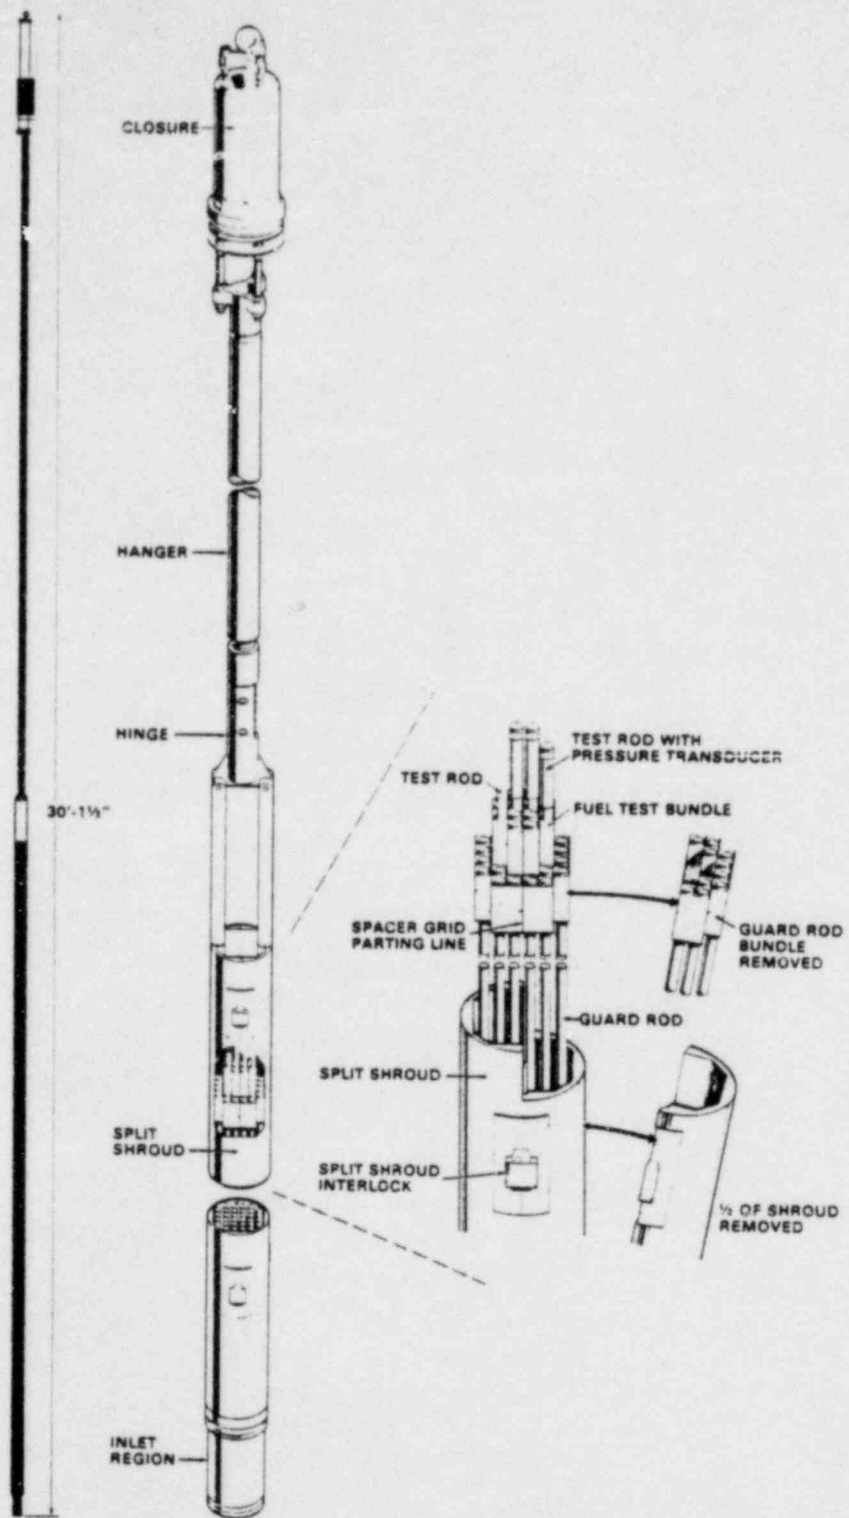 CLOSURE
HANGER
HINGE
30'-1½"
SPLIT
SHROUD
INLET
REGION
TEST ROD WITH
PRESSURE TRANSDUCER
TEST ROD
FUEL TEST BUNDLE
SPACER GRID
PARTING LINE
GUARD ROD
BUNDLE
REMOVED
GUARD ROD
SPLIT SHROUD
SPLIT SHROUD
INTERLOCK
½ OF SHROUD
REMOVED